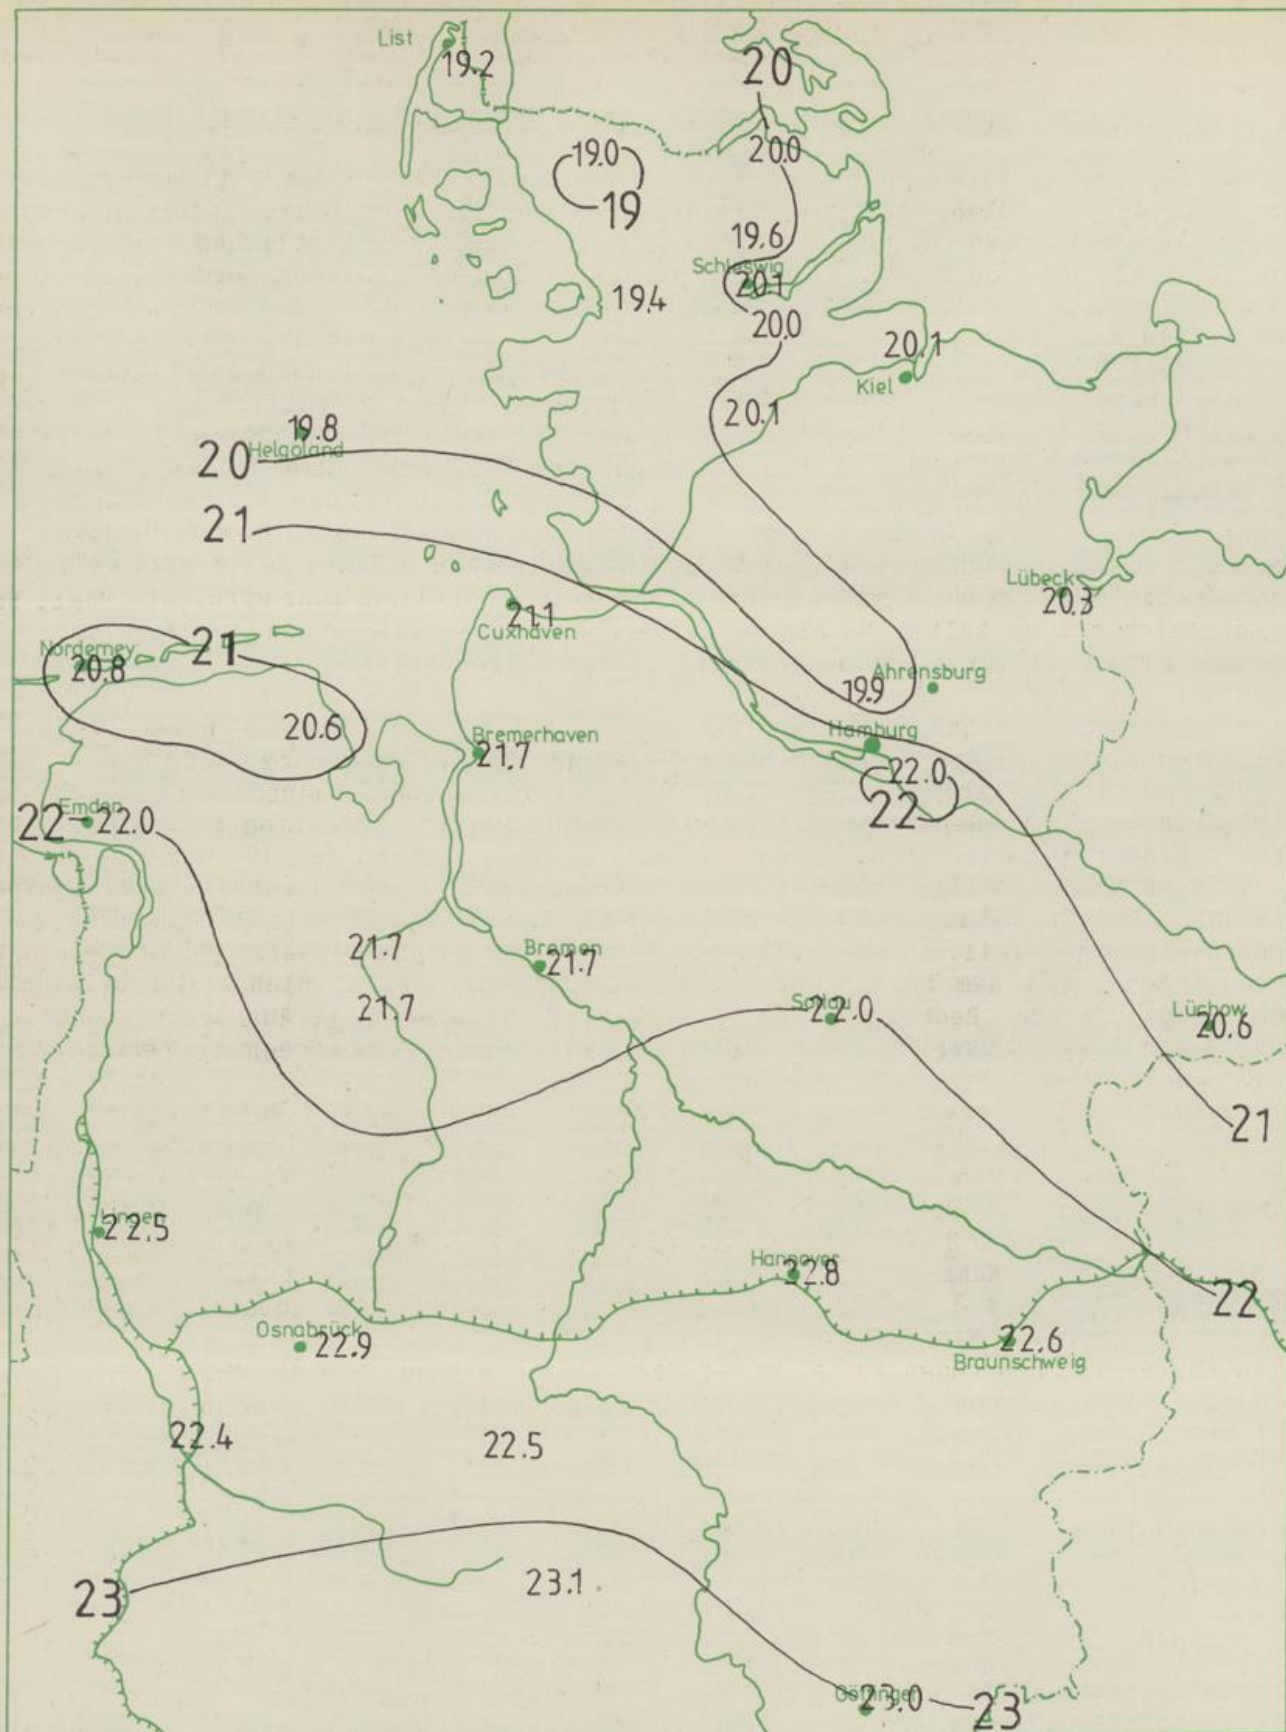 List
19.2
20
20.0
19.0
19
19.6
Schleswig
20.1
19.4
20.0
20.1
Kiel
20.1
19.8
Helgoland
20
21
Lübeck
20.3
21.1
Cuxhaven
Norderney
20.8
21
Ahrensburg
19.9
20.6
Hamburg
Bremerhaven
21.7
22.0
22
Emden
22
22.0
21.7
Bremen
21.7
21.7
Soltau
22.0
Lüchow
20.6
21
Lingen
22.5
Hannover
22.8
22
Osnabrück
22.9
22.6
Braunschweig
22.4
22.5
23
23.1
Göttingen
23.0
23